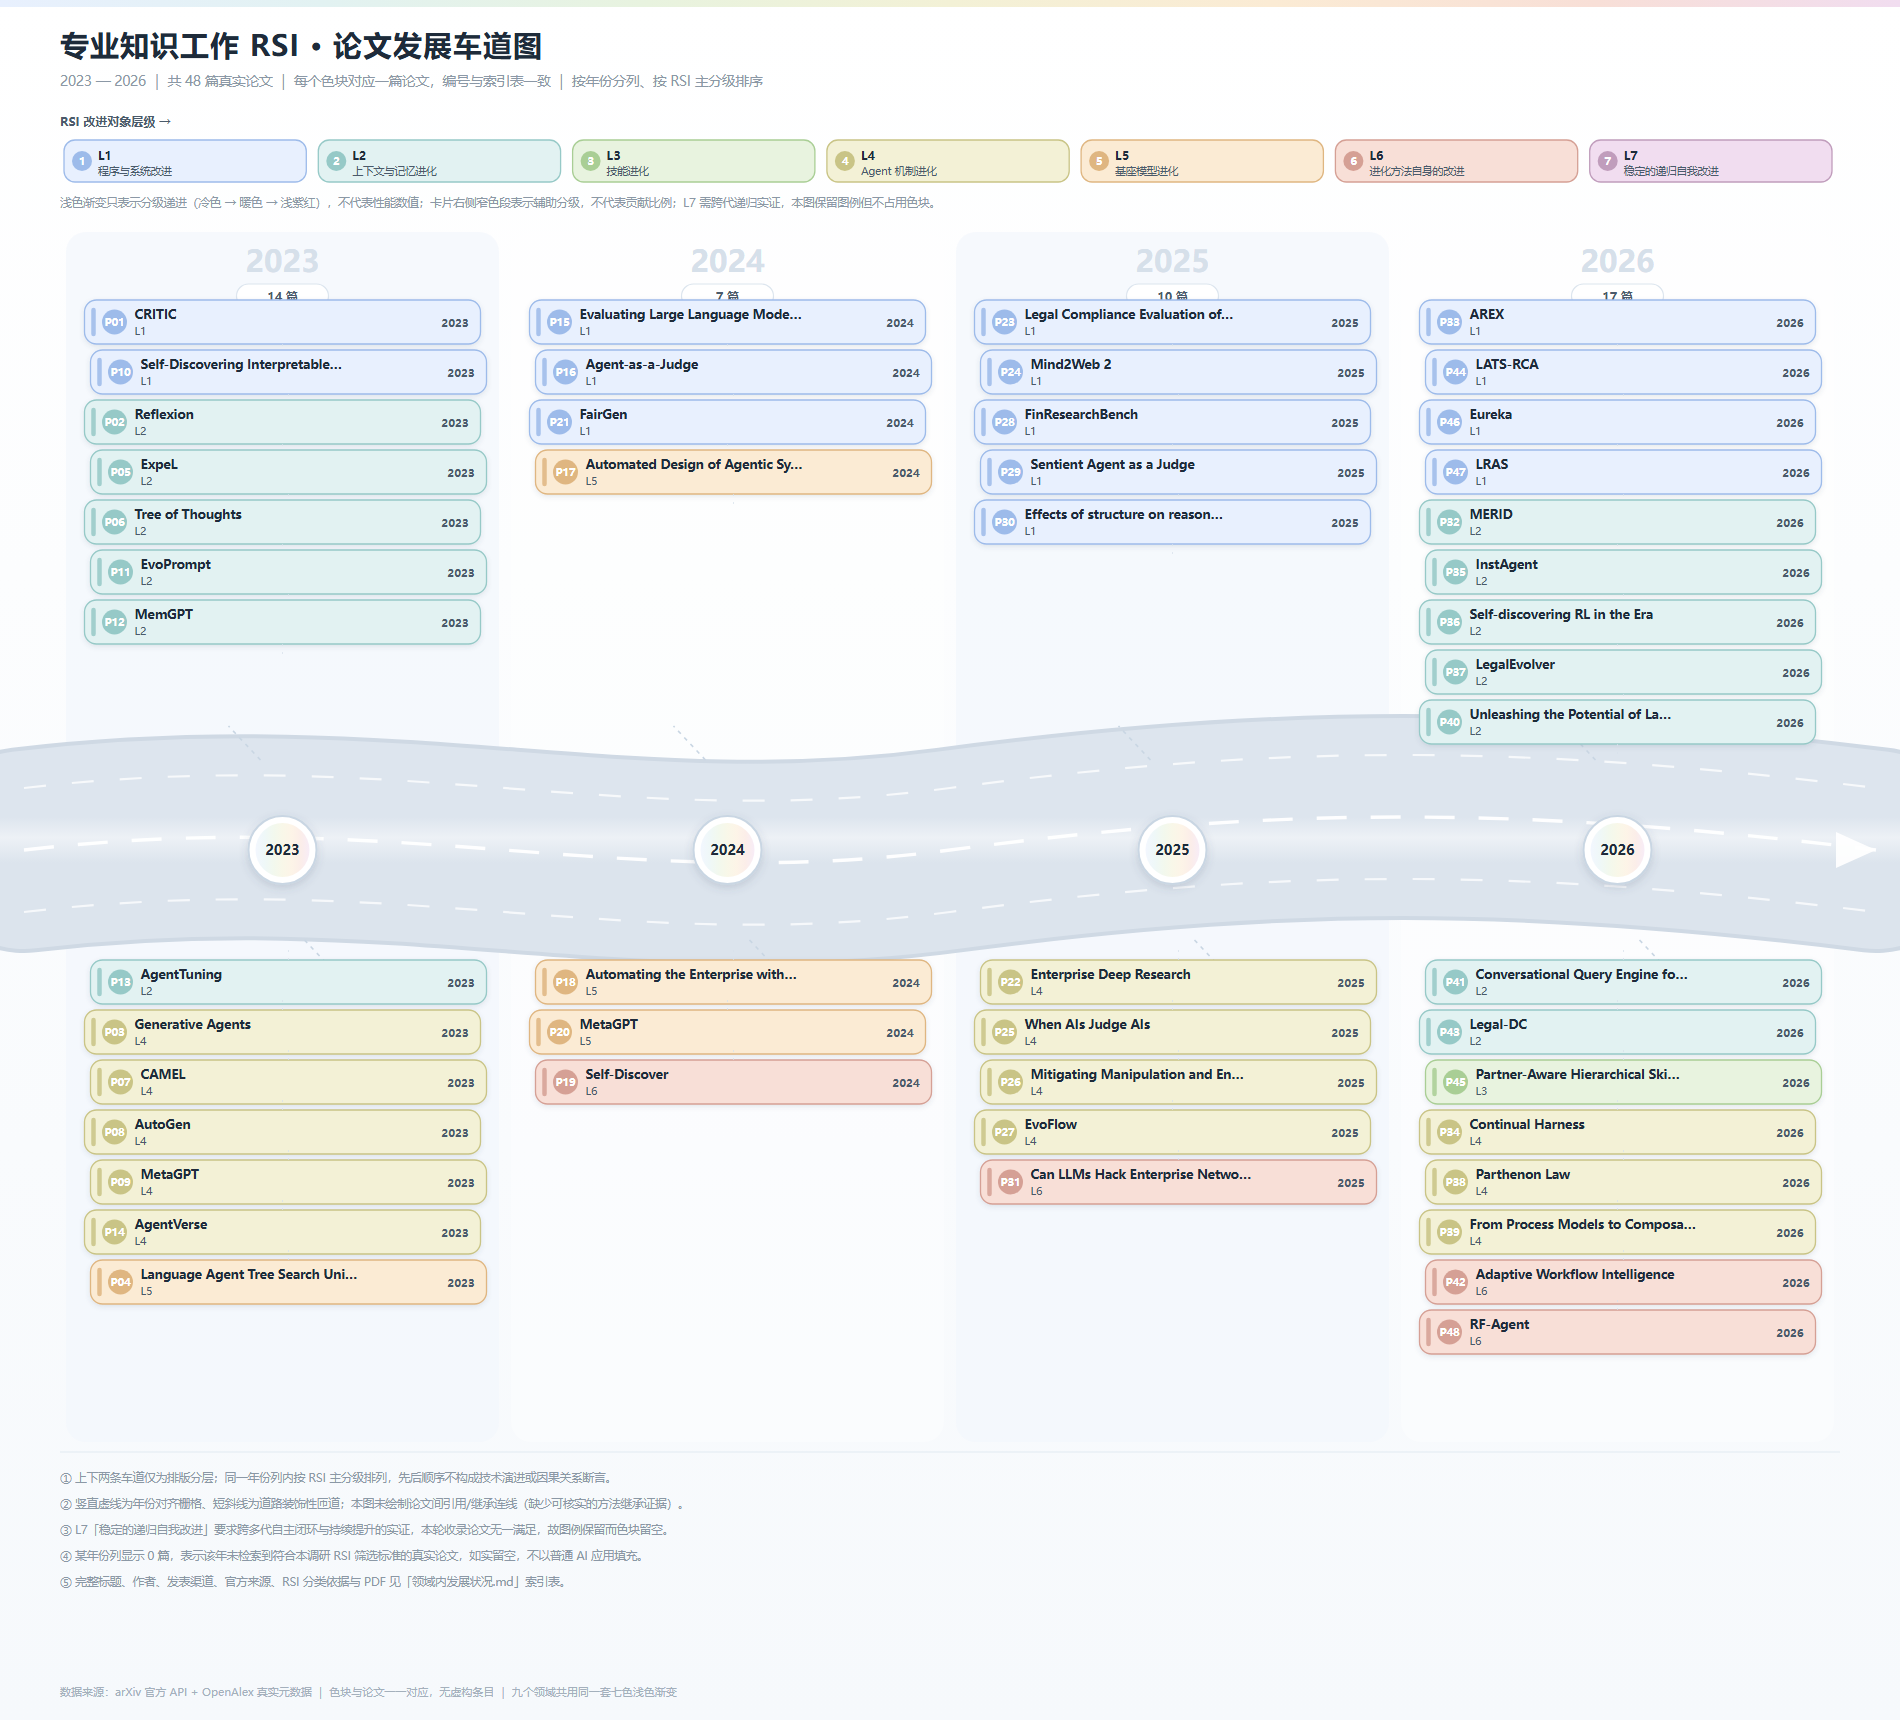 专业知识工作 RSI • 论文发展车道图
2023 — 2026 | 共 48 篇真实论文 | 每个色块对应一篇论文，编号与索引表一致 | 按年份分列、按 RSI 主分级排序
RSI 改进对象层级 →
1 L1
程序与系统改进
2 L2
上下文与记忆进化
3 L3
技能进化
4 L4
Agent 机制进化
5 L5
基座模型进化
6 L6
进化方法自身的改进
7 L7
稳定的递归自我改进
浅色渐变只表示分级递进（冷色 → 暖色 → 浅紫红），不代表性能数值；卡片右侧窄色段表示辅助分级，不代表贡献比例；L7 需跨代递归实证，本图保留图例但不占用色块。
2023
14 篇
P01 CRITIC 2023
L1
P10 Self-Discovering Interpretable... 2023
L1
P02 Reflexion 2023
L2
P05 ExpeL 2023
L2
P06 Tree of Thoughts 2023
L2
P11 EvoPrompt 2023
L2
P12 MemGPT 2023
L2
2024
7 篇
P15 Evaluating Large Language Mode... 2024
L1
P16 Agent-as-a-Judge 2024
L1
P21 FairGen 2024
L1
P17 Automated Design of Agentic Sy... 2024
L5
2025
10 篇
P23 Legal Compliance Evaluation of... 2025
L1
P24 Mind2Web 2 2025
L1
P28 FinResearchBench 2025
L1
P29 Sentient Agent as a Judge 2025
L1
P30 Effects of structure on reason... 2025
L1
2026
17 篇
P33 AREX 2026
L1
P44 LATS-RCA 2026
L1
P46 Eureka 2026
L1
P47 LRAS 2026
L1
P32 MERID 2026
L2
P35 InstAgent 2026
L2
P36 Self-discovering RL in the Era 2026
L2
P37 LegalEvolver 2026
L2
P40 Unleashing the Potential of La... 2026
L2
2023
2024
2025
2026
P13 AgentTuning 2023
L2
P03 Generative Agents 2023
L4
P07 CAMEL 2023
L4
P08 AutoGen 2023
L4
P09 MetaGPT 2023
L4
P14 AgentVerse 2023
L4
P04 Language Agent Tree Search Uni... 2023
L5
P18 Automating the Enterprise with... 2024
L5
P20 MetaGPT 2024
L5
P19 Self-Discover 2024
L6
P22 Enterprise Deep Research 2025
L4
P25 When AIs Judge AIs 2025
L4
P26 Mitigating Manipulation and En... 2025
L4
P27 EvoFlow 2025
L4
P31 Can LLMs Hack Enterprise Netwo... 2025
L6
P41 Conversational Query Engine fo... 2026
L2
P43 Legal-DC 2026
L2
P45 Partner-Aware Hierarchical Ski... 2026
L3
P34 Continual Harness 2026
L4
P38 Parthenon Law 2026
L4
P39 From Process Models to Composa... 2026
L4
P42 Adaptive Workflow Intelligence 2026
L6
P48 RF-Agent 2026
L6
① 上下两条车道仅为排版分层；同一年份列内按 RSI 主分级排列，先后顺序不构成技术演进或因果关系断言。
② 竖直虚线为年份对齐栅格、短斜线为道路装饰性匝道；本图未绘制论文间引用/继承连线（缺少可核实的方法继承证据）。
③ L7「稳定的递归自我改进」要求跨多代自主闭环与持续提升的实证，本轮收录论文无一满足，故图例保留而色块留空。
④ 某年份列显示 0 篇，表示该年未检索到符合本调研 RSI 筛选标准的真实论文，如实留空，不以普通 AI 应用填充。
⑤ 完整标题、作者、发表渠道、官方来源、RSI 分类依据与 PDF 见「领域内发展状况.md」索引表。
数据来源：arXiv 官方 API + OpenAlex 真实元数据 | 色块与论文一一对应，无虚构条目 | 九个领域共用同一套七色浅色渐变